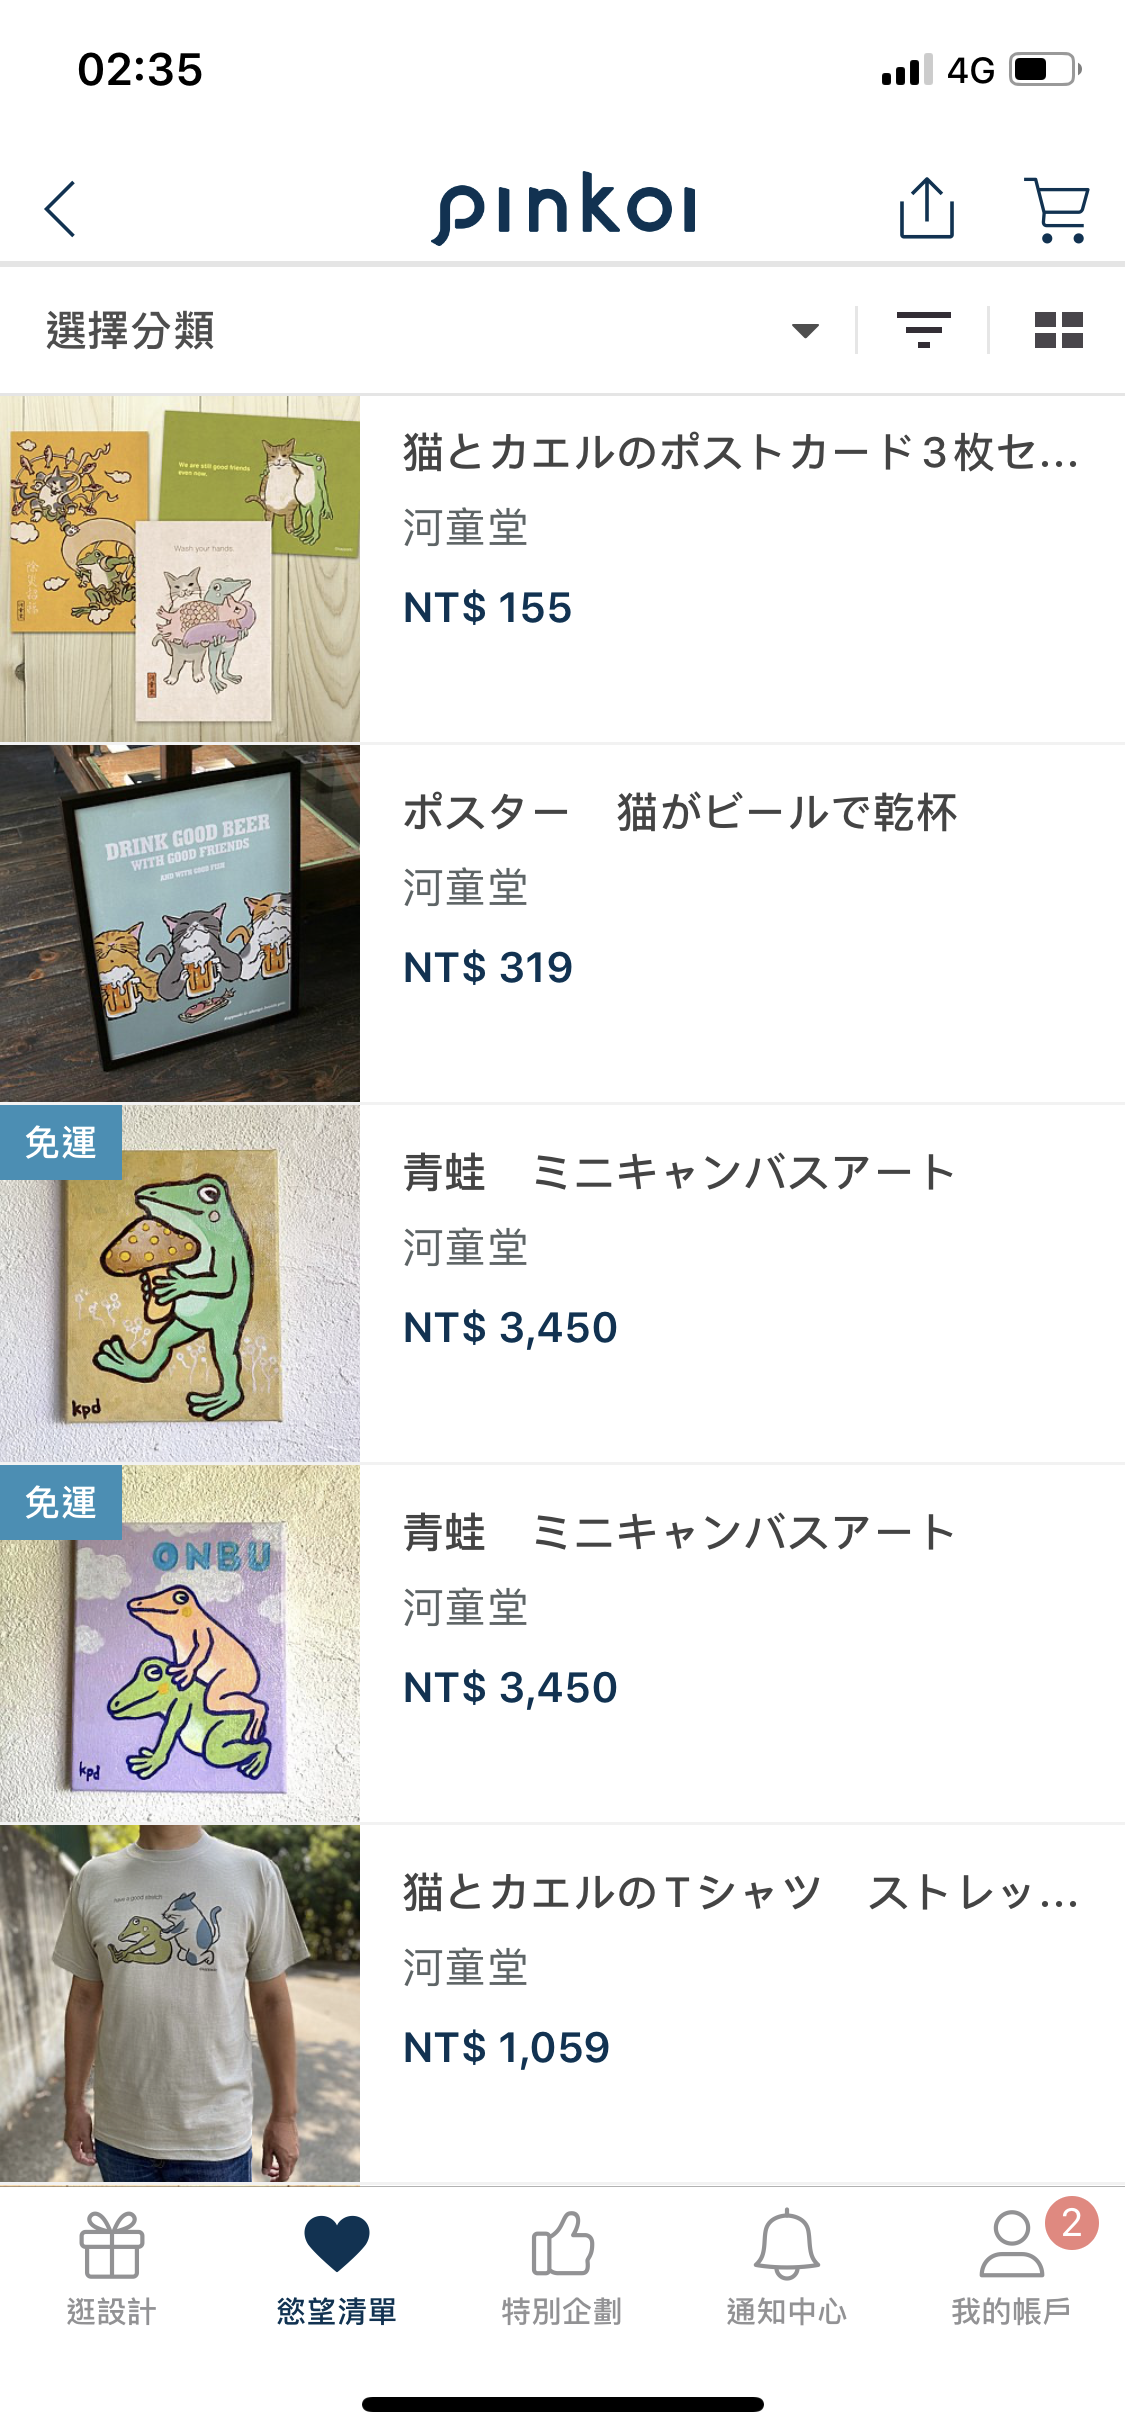 02:35
4G
pinkoi
選擇分類
We are still good friends
even now.
Wash your hands.
猫とカエルのポストカード３枚セ...
河童堂
NT$ 155
DRINK GOOD BEER
WITH GOOD FRIENDS
AND WITH GOOD FISH
ポスター　猫がビールで乾杯
河童堂
NT$ 319
免運
kpd
青蛙　ミニキャンバスアート
河童堂
NT$ 3,450
免運
ONBU
kpd
青蛙　ミニキャンバスアート
河童堂
NT$ 3,450
have a good stretch
猫とカエルのＴシャツ　ストレッ...
河童堂
NT$ 1,059
逛設計
慾望清單
特別企劃
通知中心
我的帳戶
2